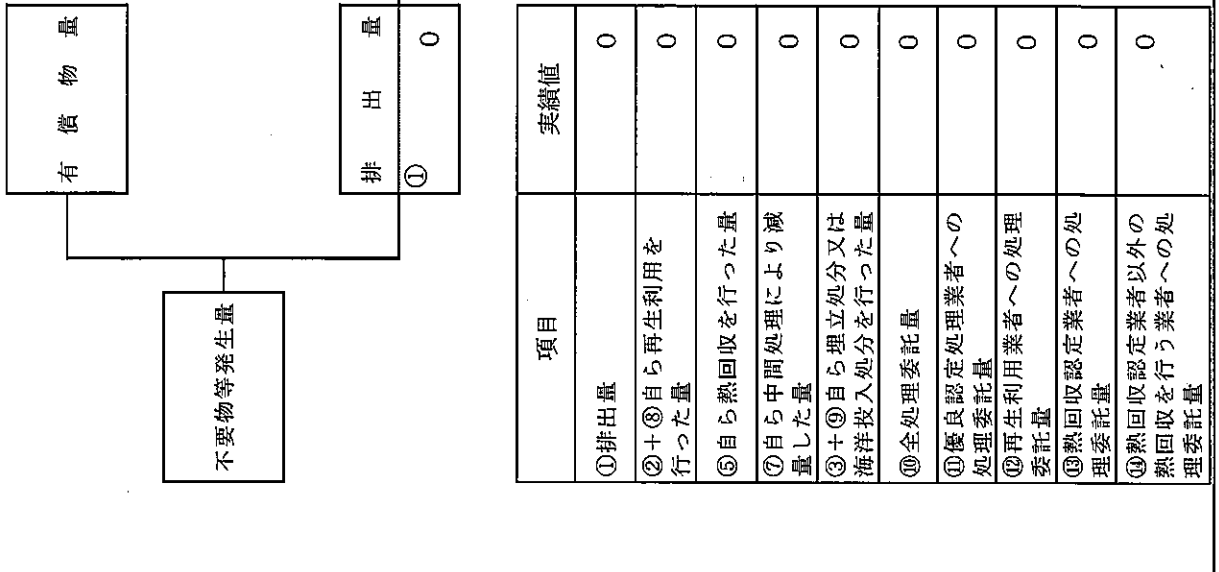 有償物量
排出量
① 0
不要物等発生量
項目 実績値
①排出量 0
②+⑧自ら再生利用を
行った量 0
⑤自ら熱回収を行った量 0
⑦自ら中間処理により減
量した量 0
③+⑨自ら埋立処分又は
海洋投入処分を行った量 0
⑩全処理委託量 0
⑪優良認定処理業者への
処理委託量 0
⑫再生利用業者への処理
委託量 0
⑬熱回収認定業者への処
理委託量 0
⑭熱回収認定業者以外の
熱回収を行う業者への処
理委託量 0